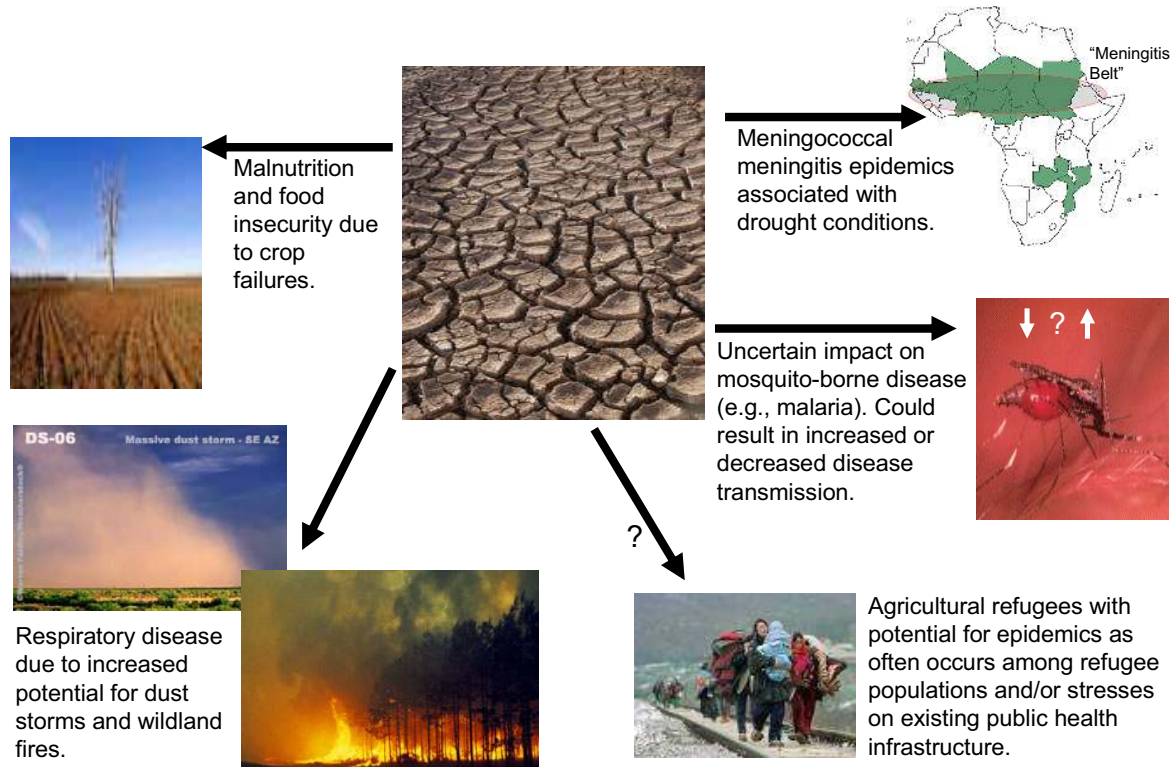 "Meningitis
Belt"
Meningococcal
meningitis epidemics
associated with
drought conditions.
Malnutrition
and food
insecurity due
to crop
failures.
↓ ? ↑
Uncertain impact on
mosquito-borne disease
(e.g., malaria). Could
result in increased or
decreased disease
transmission.
DS-06
Massive dust storm - SE AZ
?
Respiratory disease
due to increased
potential for dust
storms and wildland
fires.
Agricultural refugees with
potential for epidemics as
often occurs among refugee
populations and/or stresses
on existing public health
infrastructure.